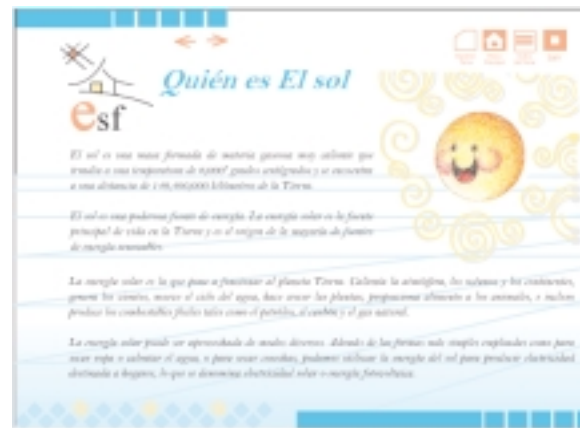 Quién es El sol
esf
El sol es una masa formada de materia gaseosa muy caliente que
irradia a una temperatura de 6,000° grados centígrados y se encuentra
a una distancia de kilómetros de la Tierra.
El sol es una poderosa fuente de energía. La energía solar es la fuente
principal de vida en la Tierra y es el origen de la mayoría de fuentes
de energía renovables.
La energía solar es la que pone a funcionar al planeta Tierra. Calienta la atmósfera, los océanos y los continentes,
genera los vientos, mueve el ciclo del agua, hace crecer las plantas, proporciona alimento a los animales, e incluso
produce los combustibles fósiles tales como el petróleo, el carbón y el gas natural.
La energía solar puede ser aprovechada de modos diversos. Además de las formas más simples empleadas como para
secar ropa o calentar el agua, o para secar cosechas, podemos utilizar la energía del sol para producir electricidad
destinada a hogares, lo que se denomina electricidad solar o energía fotovoltaica.